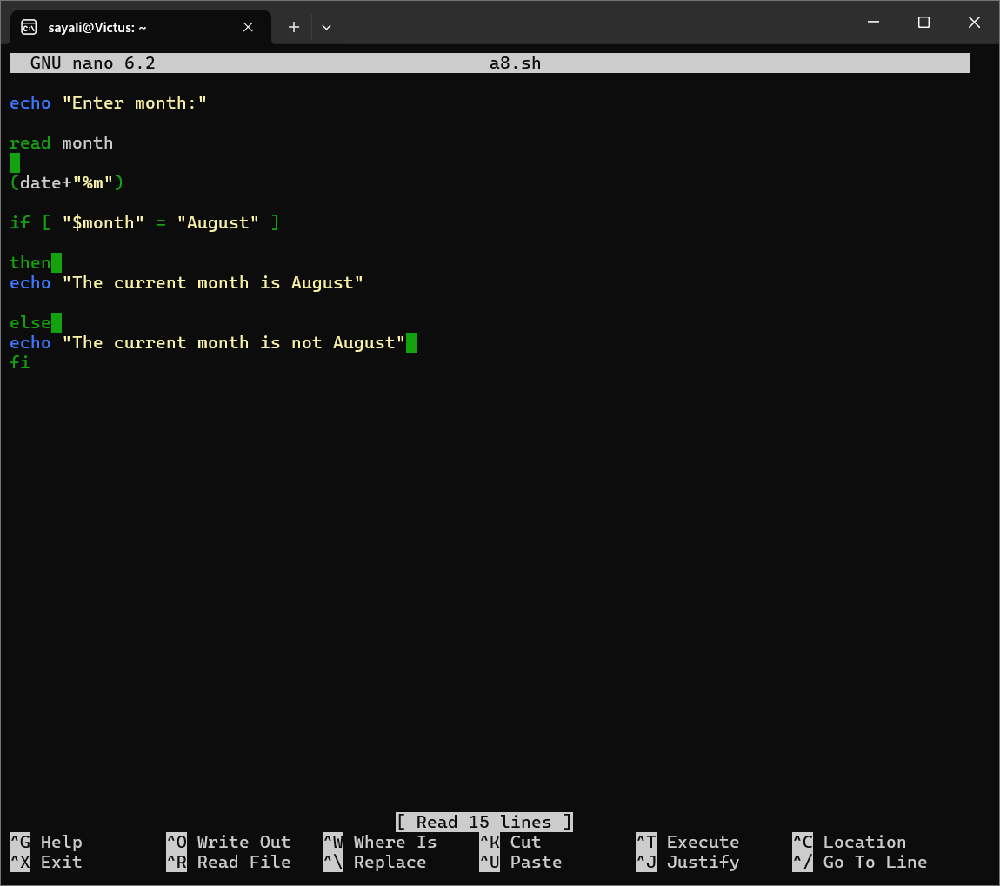 sayali@Victus: ~
GNU nano 6.2 a8.sh
echo "Enter month:"
read month
(date+"%m")
if [ "$month" = "August" ]
then
echo "The current month is August"
else
echo "The current month is not August"
fi
[ Read 15 lines ]
^G Help ^O Write Out ^W Where Is ^K Cut ^T Execute ^C Location
^X Exit ^R Read File ^\ Replace ^U Paste ^J Justify ^/ Go To Line